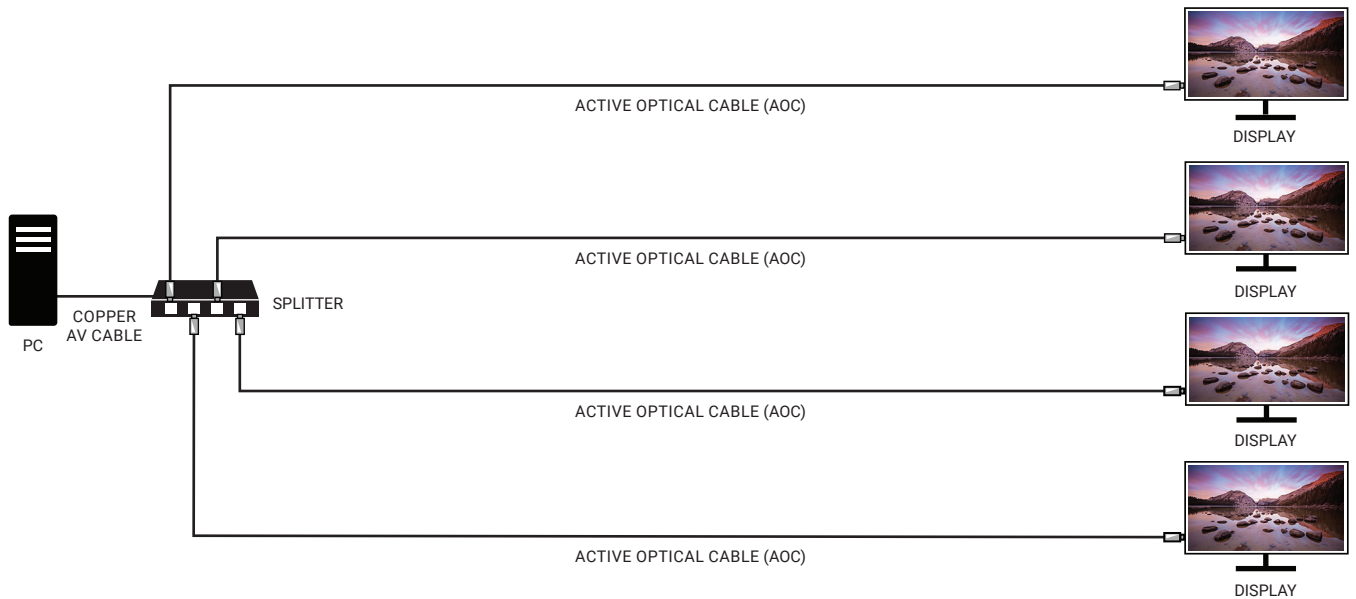 ACTIVE OPTICAL CABLE (AOC)
DISPLAY
ACTIVE OPTICAL CABLE (AOC)
DISPLAY
SPLITTER
COPPER
AV CABLE
PC
ACTIVE OPTICAL CABLE (AOC)
DISPLAY
ACTIVE OPTICAL CABLE (AOC)
DISPLAY